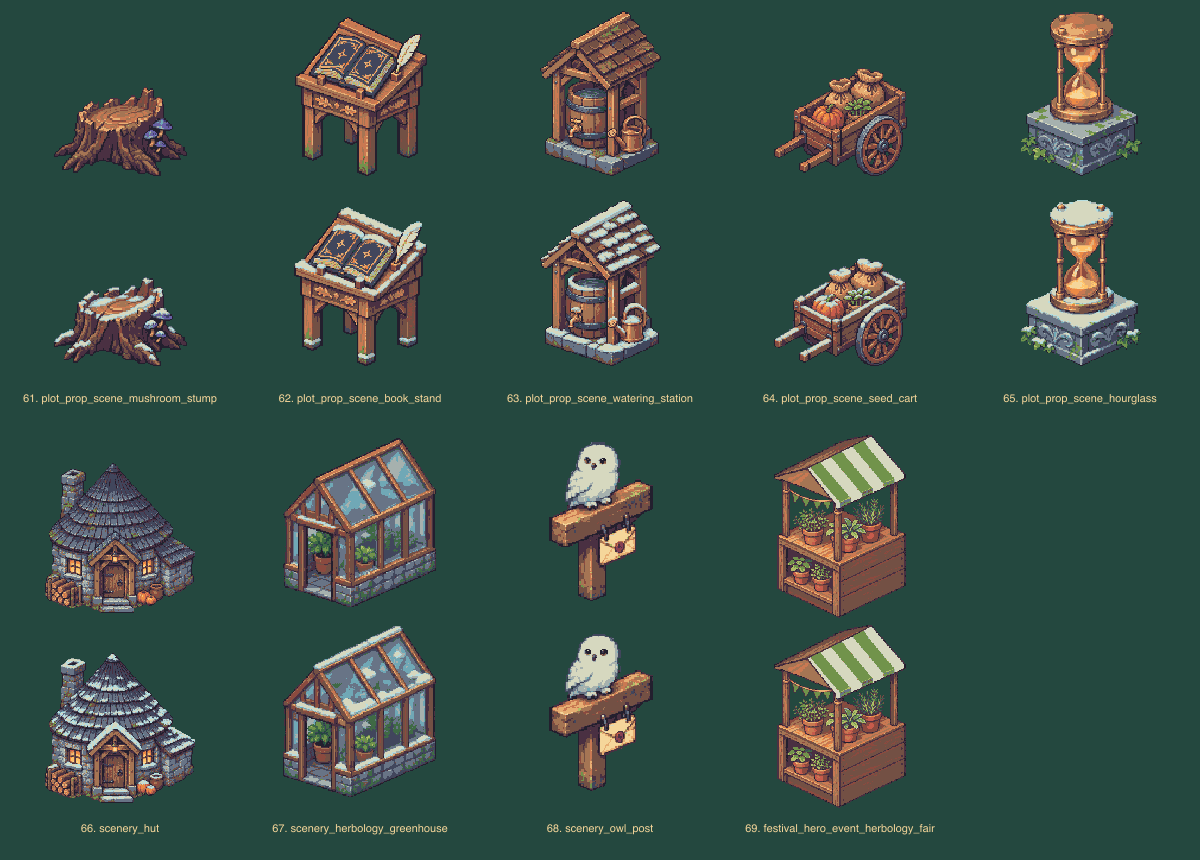 61. plot_prop_scene_mushroom_stump
62. plot_prop_scene_book_stand
63. plot_prop_scene_watering_station
64. plot_prop_scene_seed_cart
65. plot_prop_scene_hourglass
66. scenery_hut
67. scenery_herbology_greenhouse
68. scenery_owl_post
69. festival_hero_event_herbology_fair